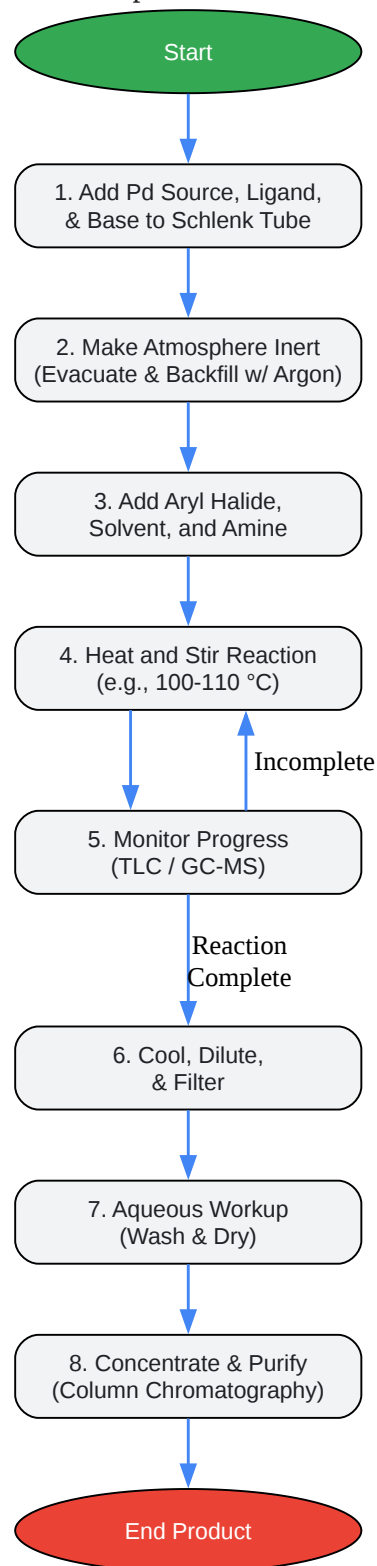 Start
1. Add Pd Source, Ligand,
& Base to Schlenk Tube
2. Make Atmosphere Inert
(Evacuate & Backfill w/ Argon)
3. Add Aryl Halide,
Solvent, and Amine
4. Heat and Stir Reaction
(e.g., 100-110 °C)
Incomplete
5. Monitor Progress
(TLC / GC-MS)
Reaction
Complete
6. Cool, Dilute,
& Filter
7. Aqueous Workup
(Wash & Dry)
8. Concentrate & Purify
(Column Chromatography)
End Product